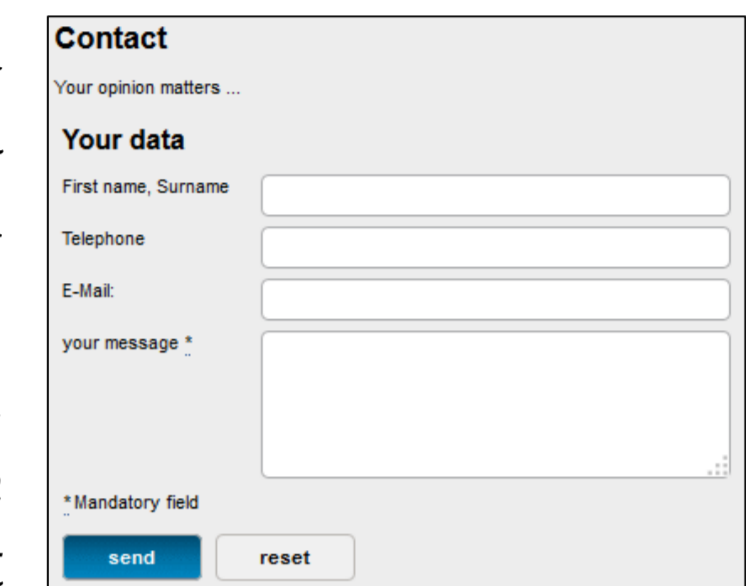 Contact
Your opinion matters ...
Your data
First name, Surname
Telephone
E-Mail:
your message *
* Mandatory field
send reset